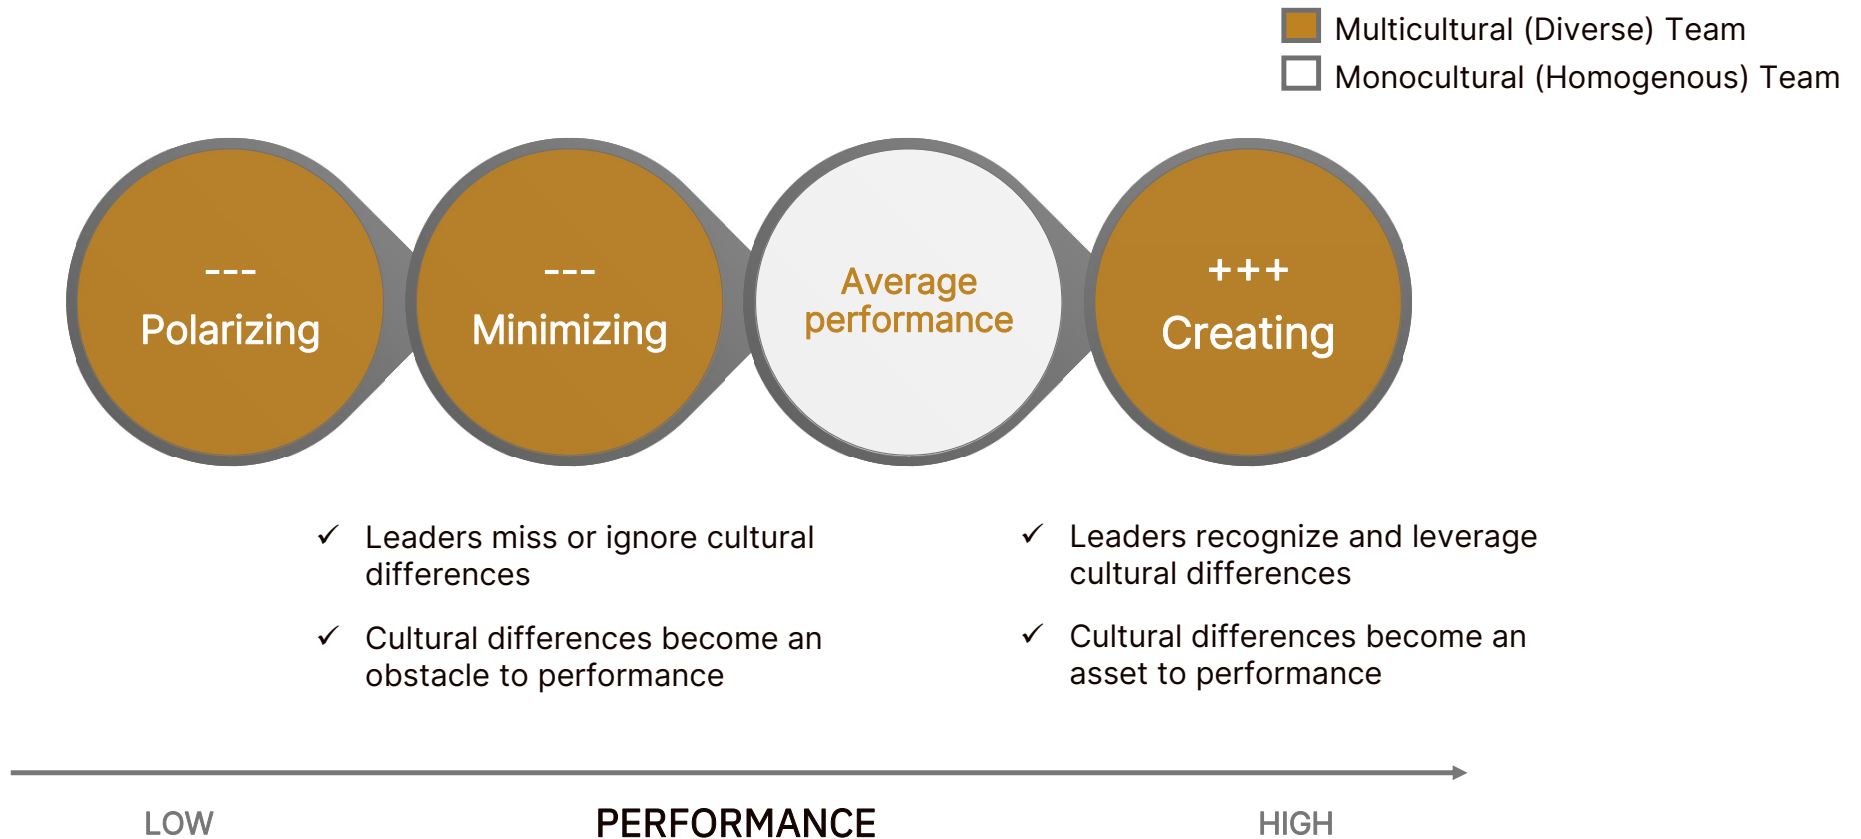 Multicultural (Diverse) Team
Monocultural (Homogenous) Team
---
Polarizing
---
Minimizing
Average
performance
+++
Creating
✓ Leaders miss or ignore cultural
differences
✓ Cultural differences become an
obstacle to performance
✓ Leaders recognize and leverage
cultural differences
✓ Cultural differences become an
asset to performance
LOW
PERFORMANCE
HIGH